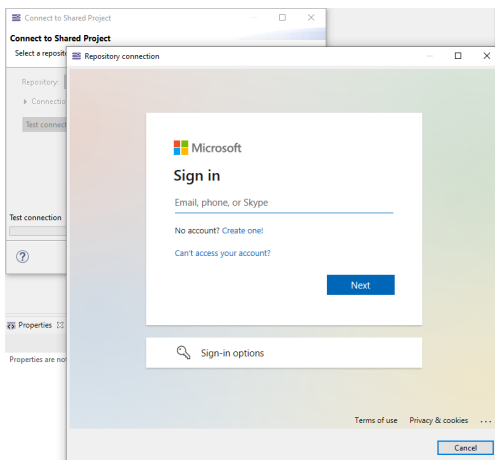 Connect to Shared Project
Connect to Shared Project
Select a reposit
Repository:
Connectio
Test connect
Test connection
Properties
Properties are not
Repository connection
Microsoft
Sign in
Email, phone, or Skype
No account? Create one!
Can't access your account?
Next
Sign-in options
Terms of use Privacy & cookies ...
Cancel